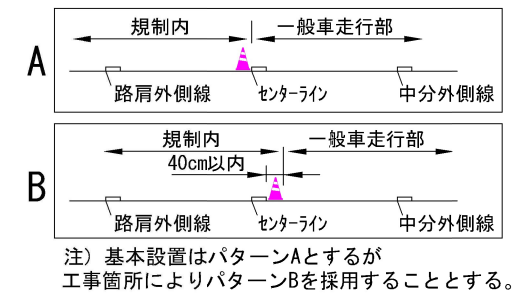 規制内 一般車走行部
A
路肩外側線 センターライン 中分外側線
規制内 一般車走行部
40cm以内
B
路肩外側線 センターライン 中分外側線
注）基本設置はパターンAとするが
工事箇所によりパターンBを採用することとする。